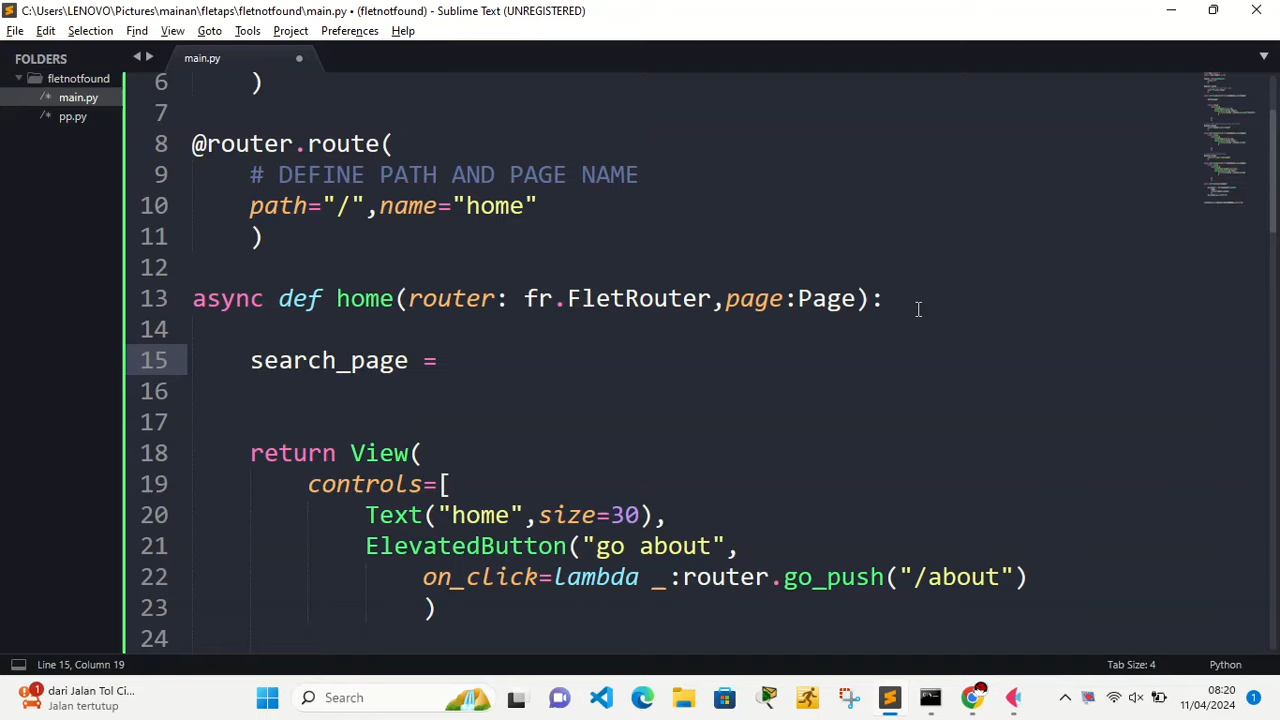 C:\Users\LENOVO\Pictures\mainan\fletaps\fletnotfound\main.py • (fletnotfound) - Sublime Text (UNREGISTERED)
File Edit Selection Find View Goto Tools Project Preferences Help
FOLDERS
fletnotfound
/* main.py
/* pp.py
main.py
6 )
7
8 @router.route(
9 # DEFINE PATH AND PAGE NAME
10 path="/",name="home"
11 )
12
13 async def home(router: fr.FletRouter,page:Page):
14
15 search_page =
16
17
18 return View(
19 controls=[
20 Text("home",size=30),
21 ElevatedButton("go about",
22 on_click=lambda _:router.go_push("/about")
23 )
24
Line 15, Column 19
Tab Size: 4
Python
1
dari Jalan Tol Ci...
Jalan tertutup
Search
08:20
11/04/2024
1